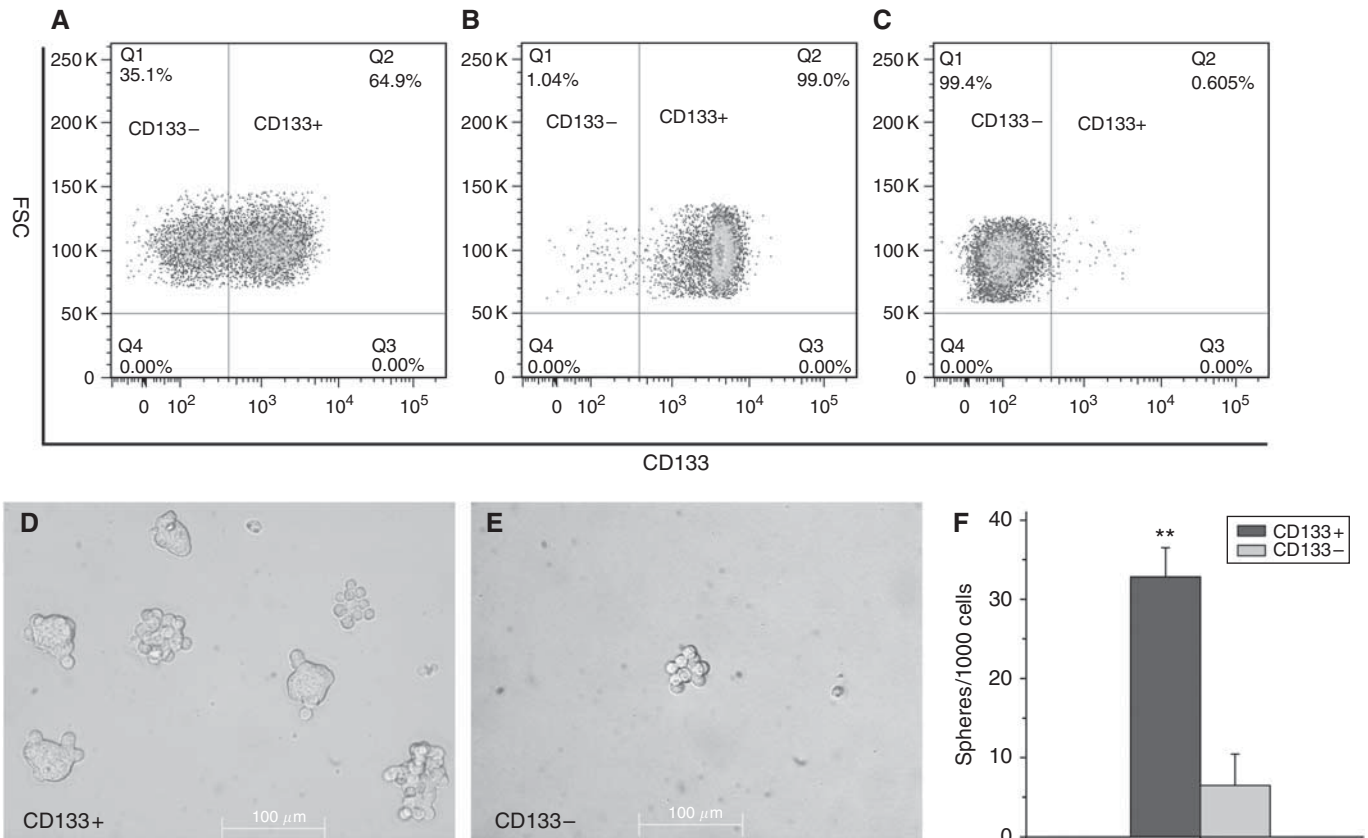 A
B
C
FSC
250 K
200 K
150 K
100 K
50 K
0
Q1
35.1%
Q2
64.9%
CD133−
CD133+
Q4
0.00%
Q3
0.00%
0 10² 10³ 10⁴ 10⁵
250 K
200 K
150 K
100 K
50 K
0
Q1
1.04%
Q2
99.0%
CD133−
CD133+
Q4
0.00%
Q3
0.00%
0 10² 10³ 10⁴ 10⁵
250 K
200 K
150 K
100 K
50 K
0
Q1
99.4%
Q2
0.605%
CD133−
CD133+
Q4
0.00%
Q3
0.00%
0 10² 10³ 10⁴ 10⁵
CD133
D
CD133+
100 μm
E
CD133−
100 μm
F
Spheres/1000 cells
40
30
20
10
0
**
CD133+
CD133−